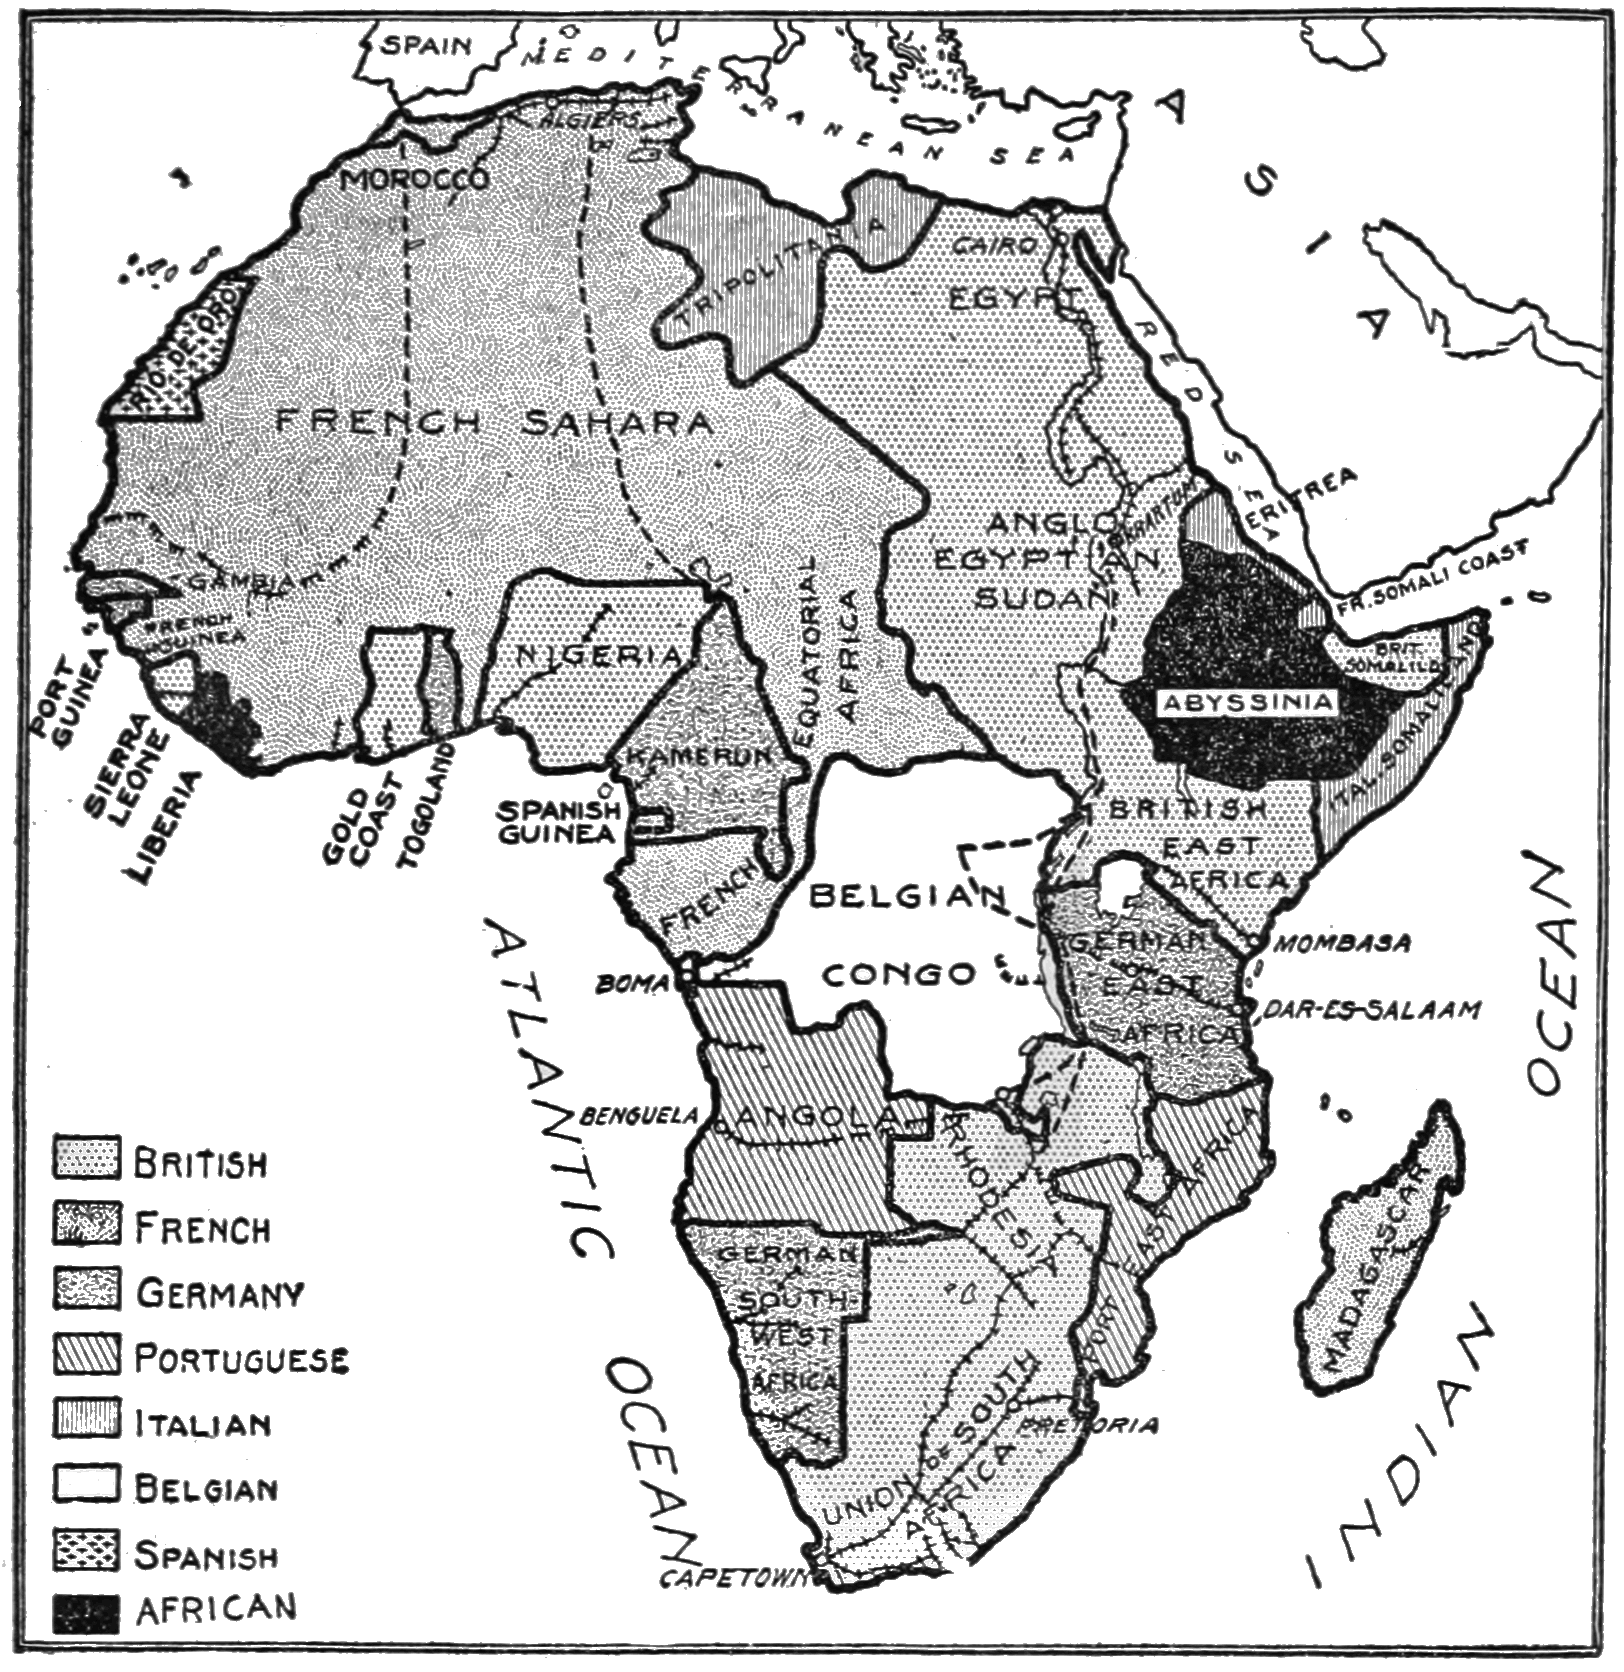 SPAIN
MEDITERRANEAN SEA
ASIA
ALGIERS
MOROCCO
TRIPOLITANIA
CAIRO
EGYPT
RED SEA
RIO DE ORO
FRENCH SAHARA
KHARTUM
ERITREA
ANGLO
EGYPTIAN
SUDAN
FR. SOMALI COAST
GAMBIA
FRENCH
GUINEA
PORT
GUINEA
SIERRA
LEONE
LIBERIA
GOLD
COAST
TOGOLAND
NIGERIA
EQUATORIAL
AFRICA
BRIT.
SOMALILD
ABYSSINIA
ITAL. SOMALILAND
KAMERUN
SPANISH
GUINEA
BRITISH
EAST
AFRICA
FRENCH
BELGIAN
CONGO
GERMAN
EAST
AFRICA
MOMBASA
DAR-ES-SALAAM
BOMA
ATLANTIC
OCEAN
INDIAN
OCEAN
BENGUELA
ANGOLA
RHODESIA
PORT
EAST AFRICA
MADAGASCAR
GERMAN
SOUTH-
WEST
AFRICA
UNION OF SOUTH
AFRICA
PRETORIA
CAPETOWN
BRITISH
FRENCH
GERMANY
PORTUGUESE
ITALIAN
BELGIAN
SPANISH
AFRICAN